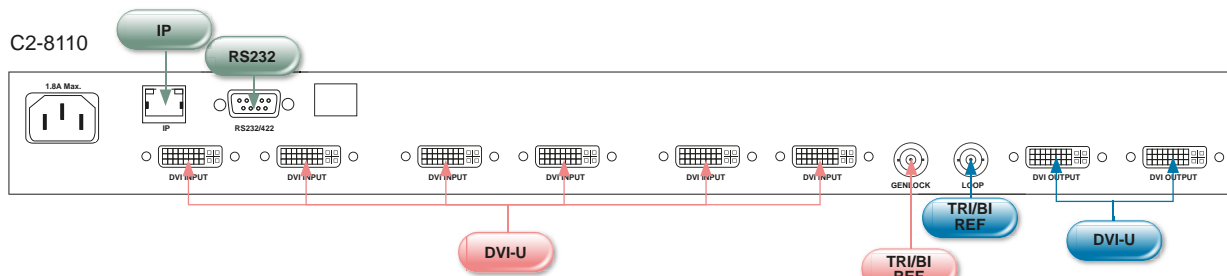 IP
C2-8110
RS232
1.8A Max.
IP
RS232/422
DVI INPUT
DVI INPUT
DVI INPUT
DVI INPUT
DVI INPUT
DVI INPUT
GENLOCK
LOOP
DVI OUTPUT
DVI OUTPUT
TRI/BI
REF
DVI-U
DVI-U
TRI/BI
REF